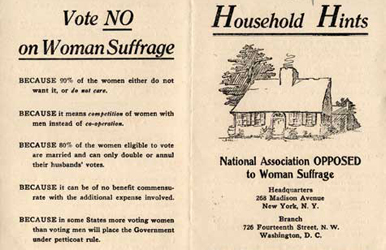 Vote NO
on Woman Suffrage
BECAUSE 90% of the women either do not
want it, or do not care.
BECAUSE it means competition of women with
men instead of co-operation.
BECAUSE 80% of the women eligible to vote
are married and can only double or annul
their husbands' votes.
BECAUSE it can be of no benefit commensu-
rate with the additional expense involved.
BECAUSE in some States more voting women
than voting men will place the Government
under petticoat rule.
Household Hints
National Association OPPOSED
to Woman Suffrage
Headquarters
268 Madison Avenue
New York, N. Y.
Branch
726 Fourteenth Street, N. W.
Washington, D. C.